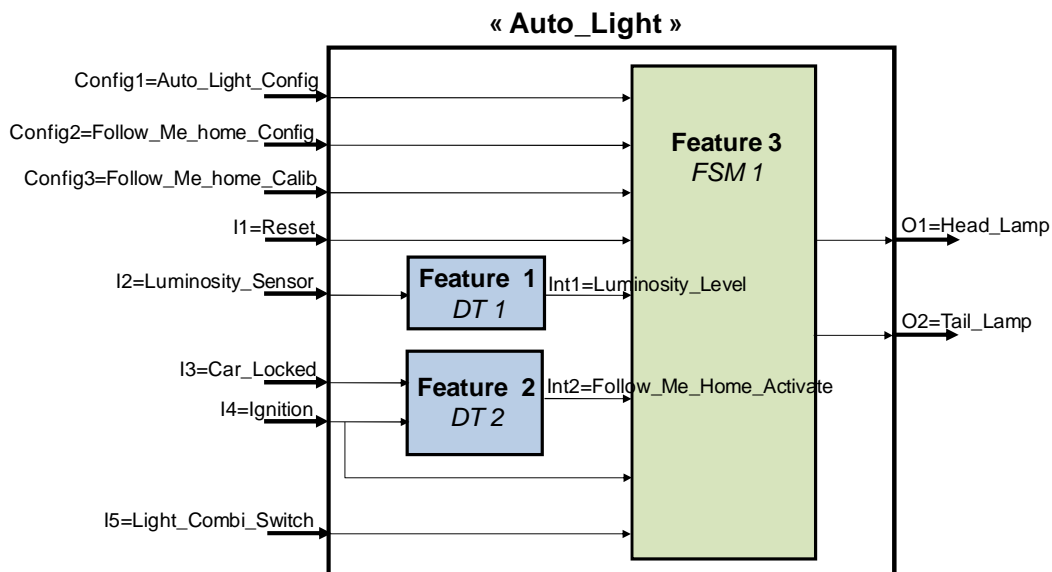 « Auto_Light »
Config1=Auto_Light_Config
Config2=Follow_Me_home_Config
Config3=Follow_Me_home_Calib
I1=Reset
I2=Luminosity_Sensor
I3=Car_Locked
I4=Ignition
I5=Light_Combi_Switch
Feature 1
DT 1
Int1=Luminosity_Level
Feature 2
DT 2
Int2=Follow_Me_Home_Activate
Feature 3
FSM 1
O1=Head_Lamp
O2=Tail_Lamp